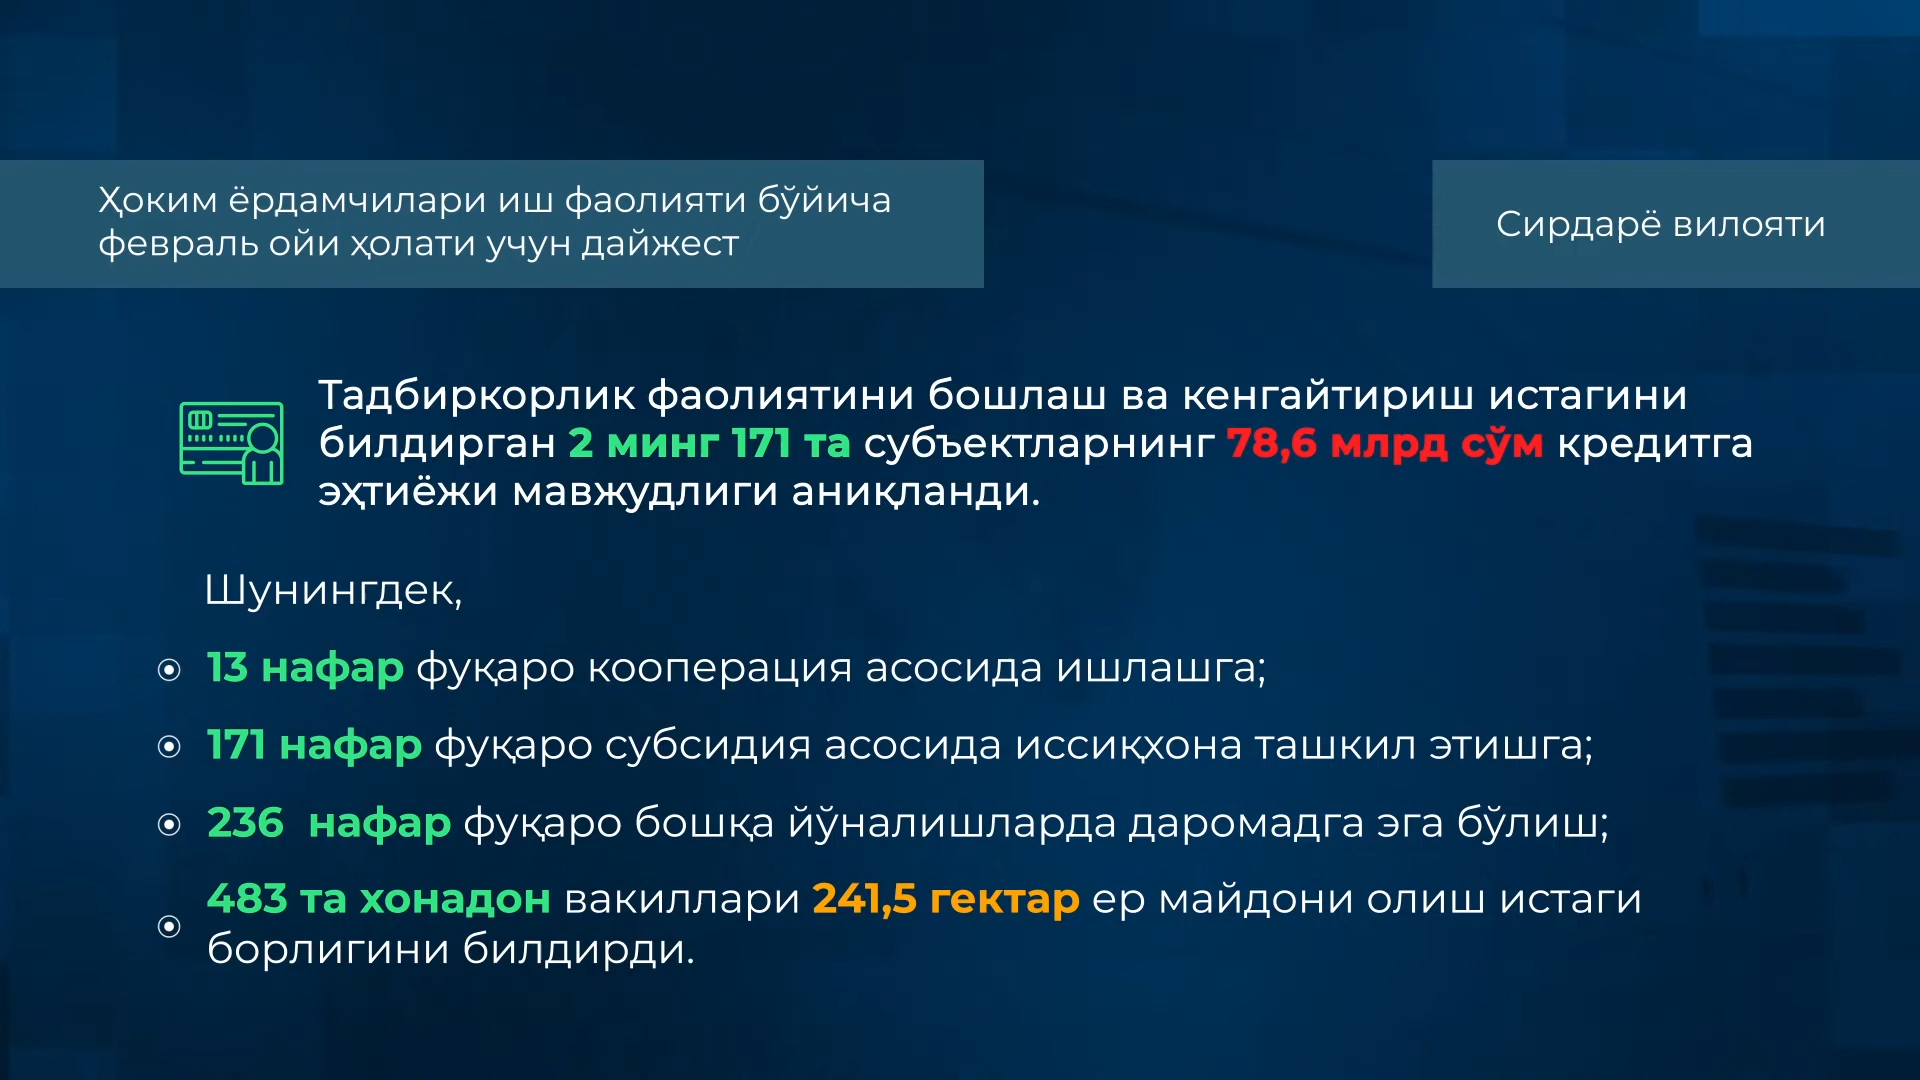 Ҳоким ёрдамчилари иш фаолияти бўйича
февраль ойи ҳолати учун дайжест
Сирдарё вилояти
Тадбиркорлик фаолиятини бошлаш ва кенгайтириш истагини
билдирган 2 минг 171 та субъектларнинг 78,6 млрд сўм кредитга
эҳтиёжи мавжудлиги аниқланди.
Шунингдек,
13 нафар фуқаро кооперация асосида ишлашга;
171 нафар фуқаро субсидия асосида иссиқхона ташкил этишга;
236 нафар фуқаро бошқа йўналишларда даромадга эга бўлиш;
483 та хонадон вакиллари 241,5 гектар ер майдони олиш истаги
борлигини билдирди.